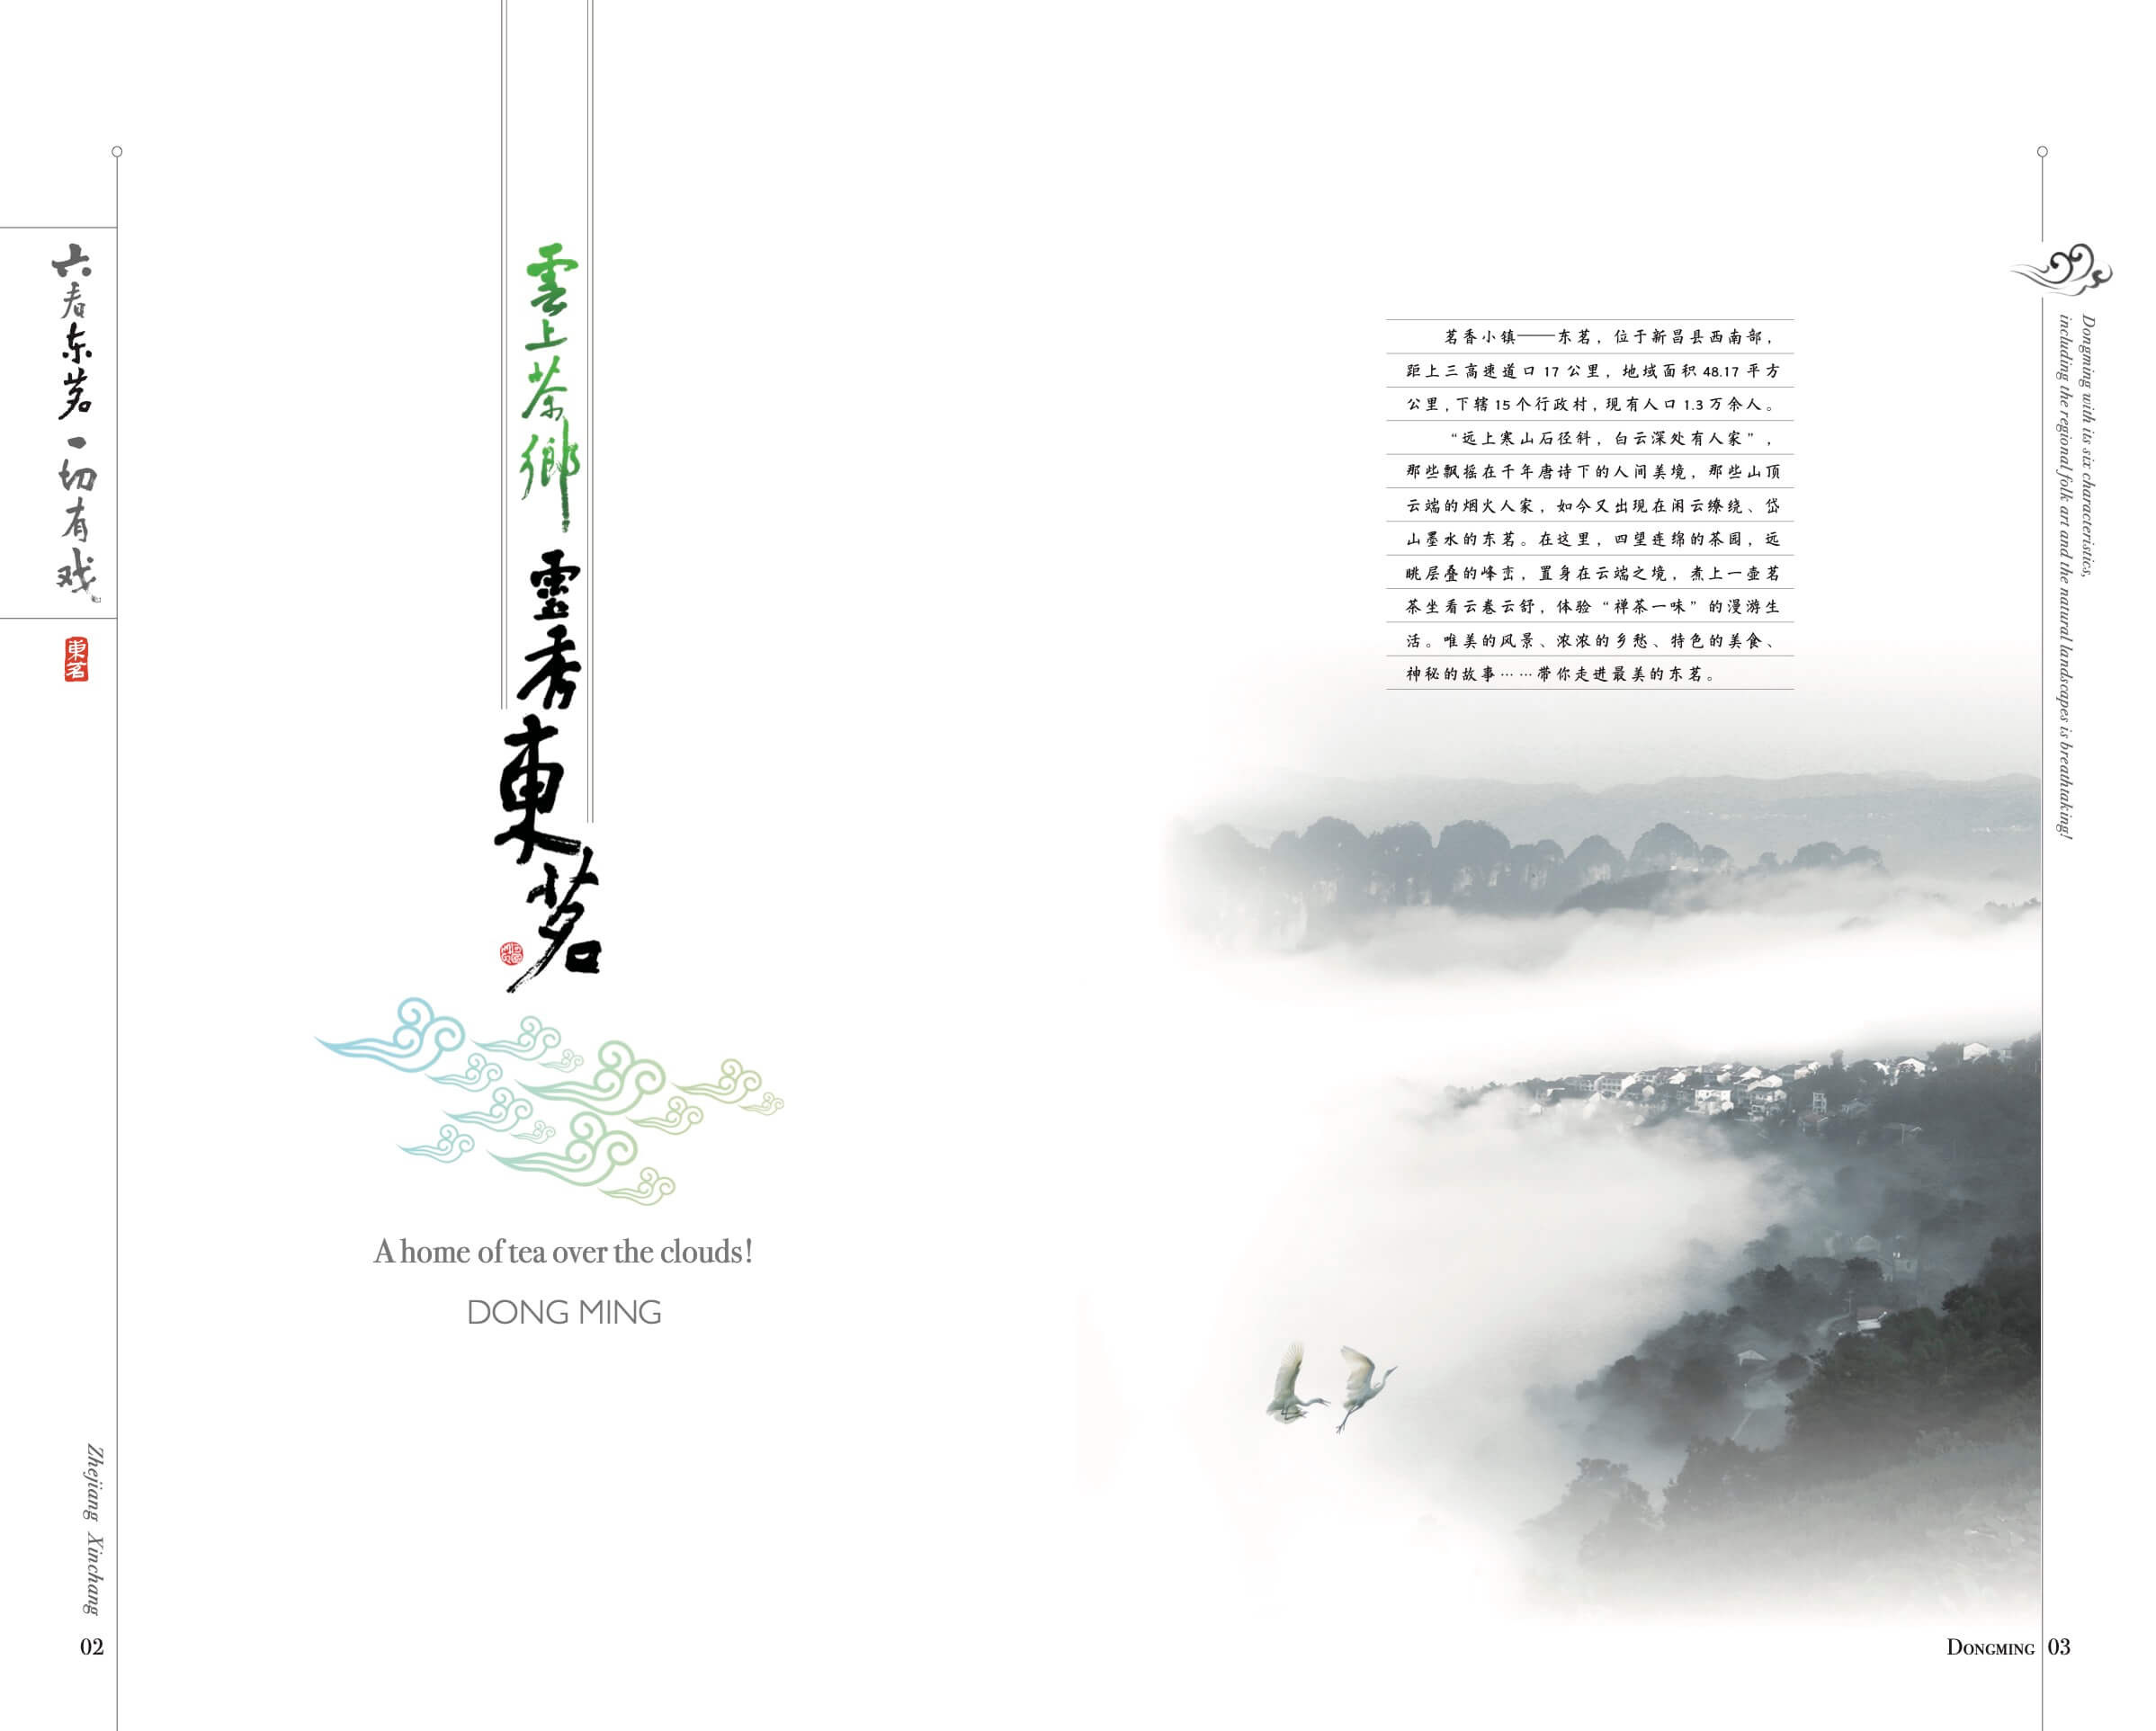 六看东茗 一切有戏
東茗
Zhejiang Xinchang
02
雲上茶鄉
靈秀東茗
A home of tea over the clouds!
DONG MING
茗香小镇——东茗，位于新昌县西南部，
距上三高速道口 17 公里，地域面积 48.17 平方
公里，下辖 15 个行政村，现有人口 1.3 万余人。
“远上寒山石径斜，白云深处有人家”，
那些飘摇在千年唐诗下的人间美境，那些山顶
云端的烟火人家，如今又出现在闲云缭绕、岱
山墨水的东茗。在这里，四望连绵的茶园，远
眺层叠的峰峦，置身在云端之境，煮上一壶茗
茶坐看云卷云舒，体验“禅茶一味”的漫游生
活。唯美的风景、浓浓的乡愁、特色的美食、
神秘的故事……带你走进最美的东茗。
Dongming with its six characteristics,
including the regional folk art and the natural landscapes is breathtaking!
DONGMING 03